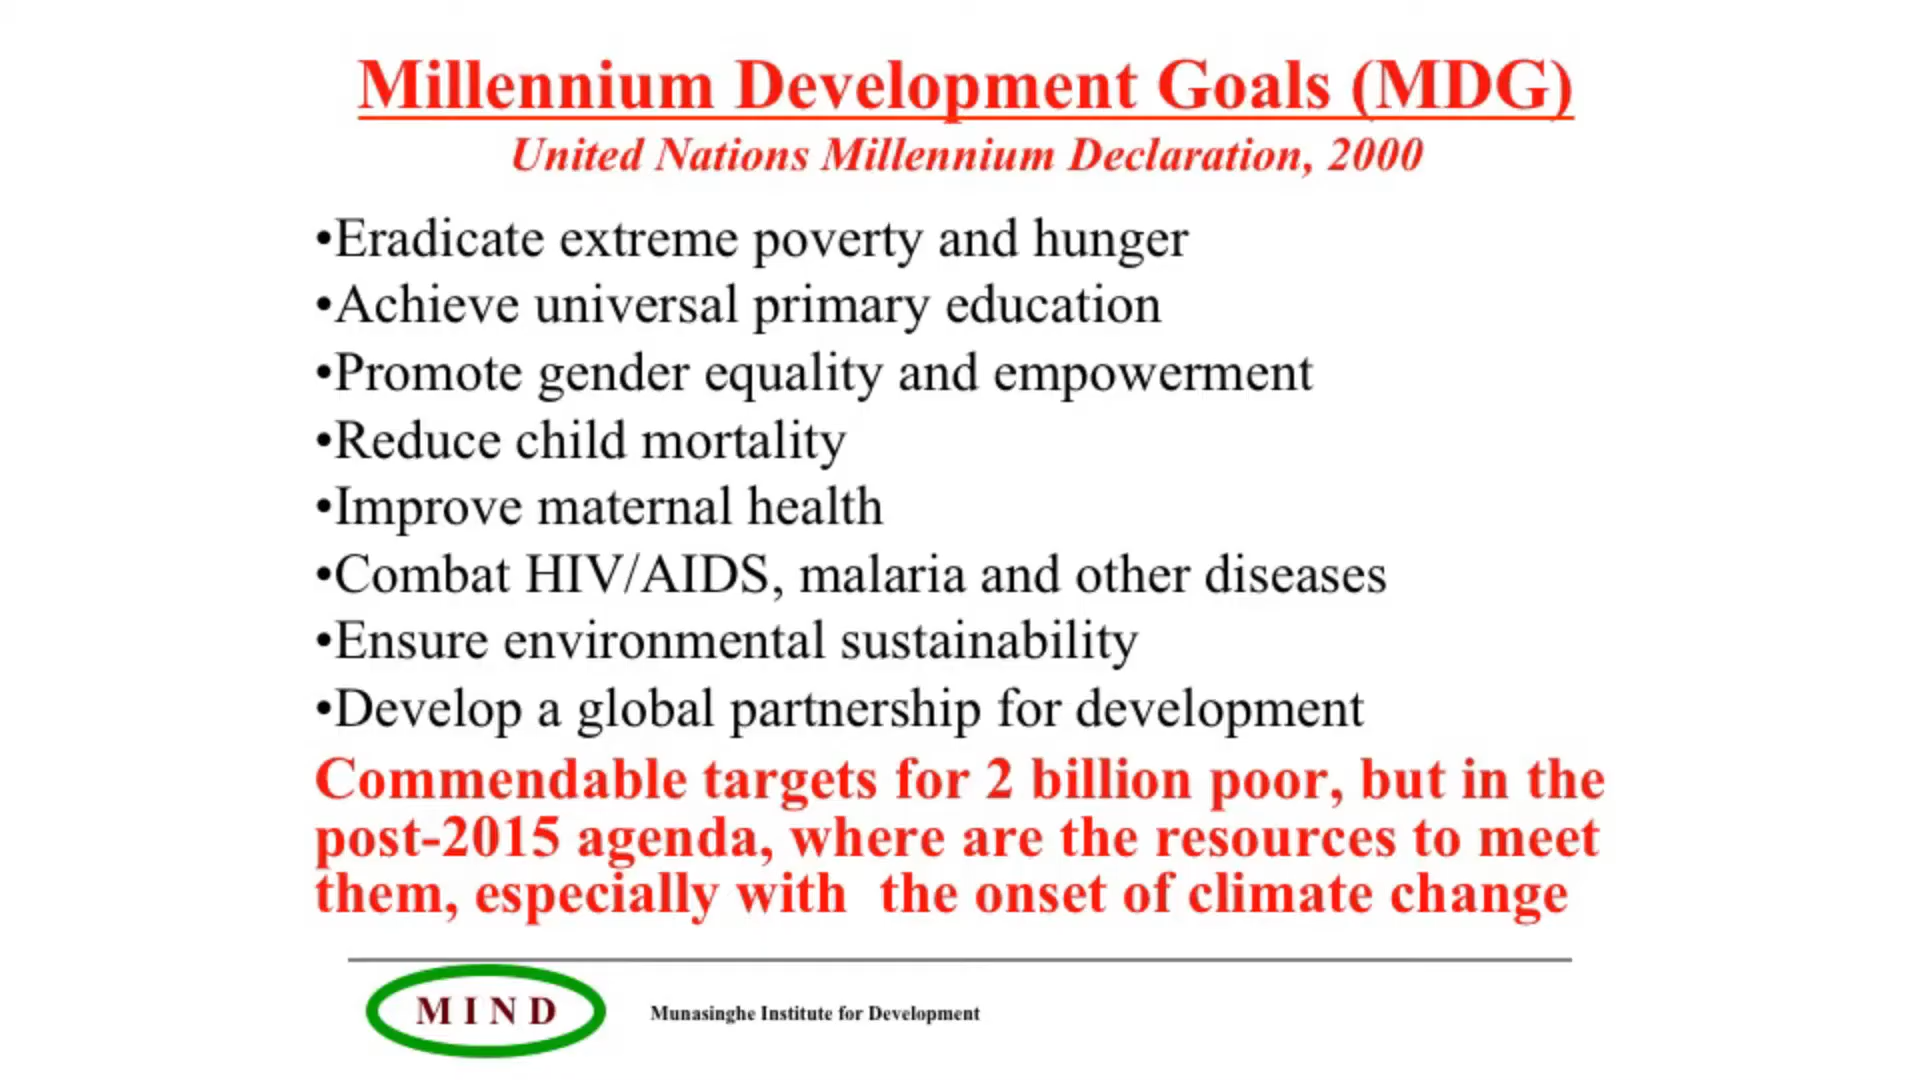 Millennium Development Goals (MDG)
United Nations Millennium Declaration, 2000
•Eradicate extreme poverty and hunger
•Achieve universal primary education
•Promote gender equality and empowerment
•Reduce child mortality
•Improve maternal health
•Combat HIV/AIDS, malaria and other diseases
•Ensure environmental sustainability
•Develop a global partnership for development
Commendable targets for 2 billion poor, but in the
post-2015 agenda, where are the resources to meet
them, especially with  the onset of climate change
M I N D
Munasinghe Institute for Development